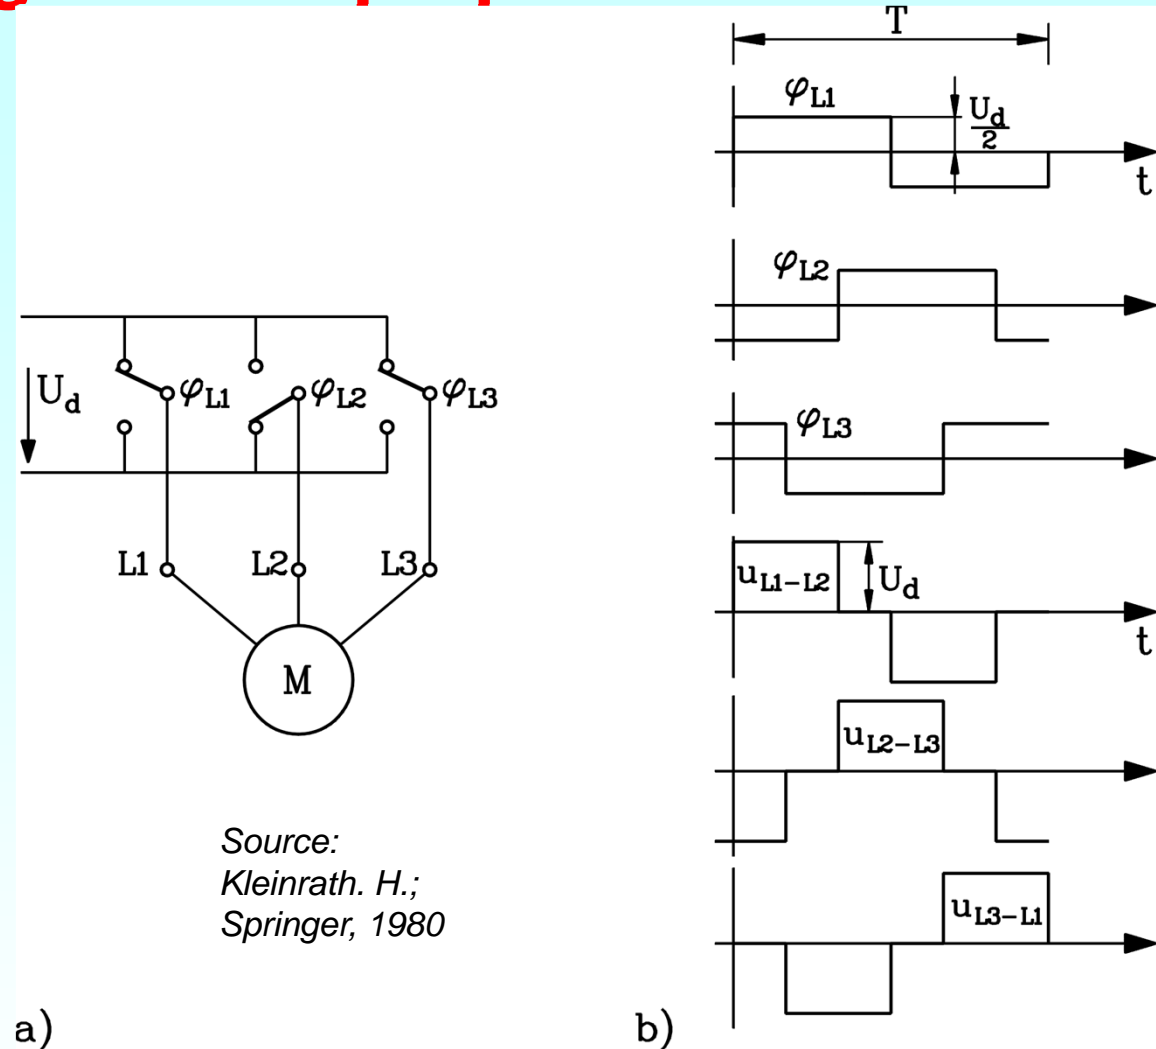 T
φL1
Ud/2
t
φL2
φL3
Ud
φL1 φL2 φL3
L1 L2 L3
M
uL1-L2
Ud
t
uL2-L3
uL3-L1
Source:
Kleinrath. H.;
Springer, 1980
a)
b)